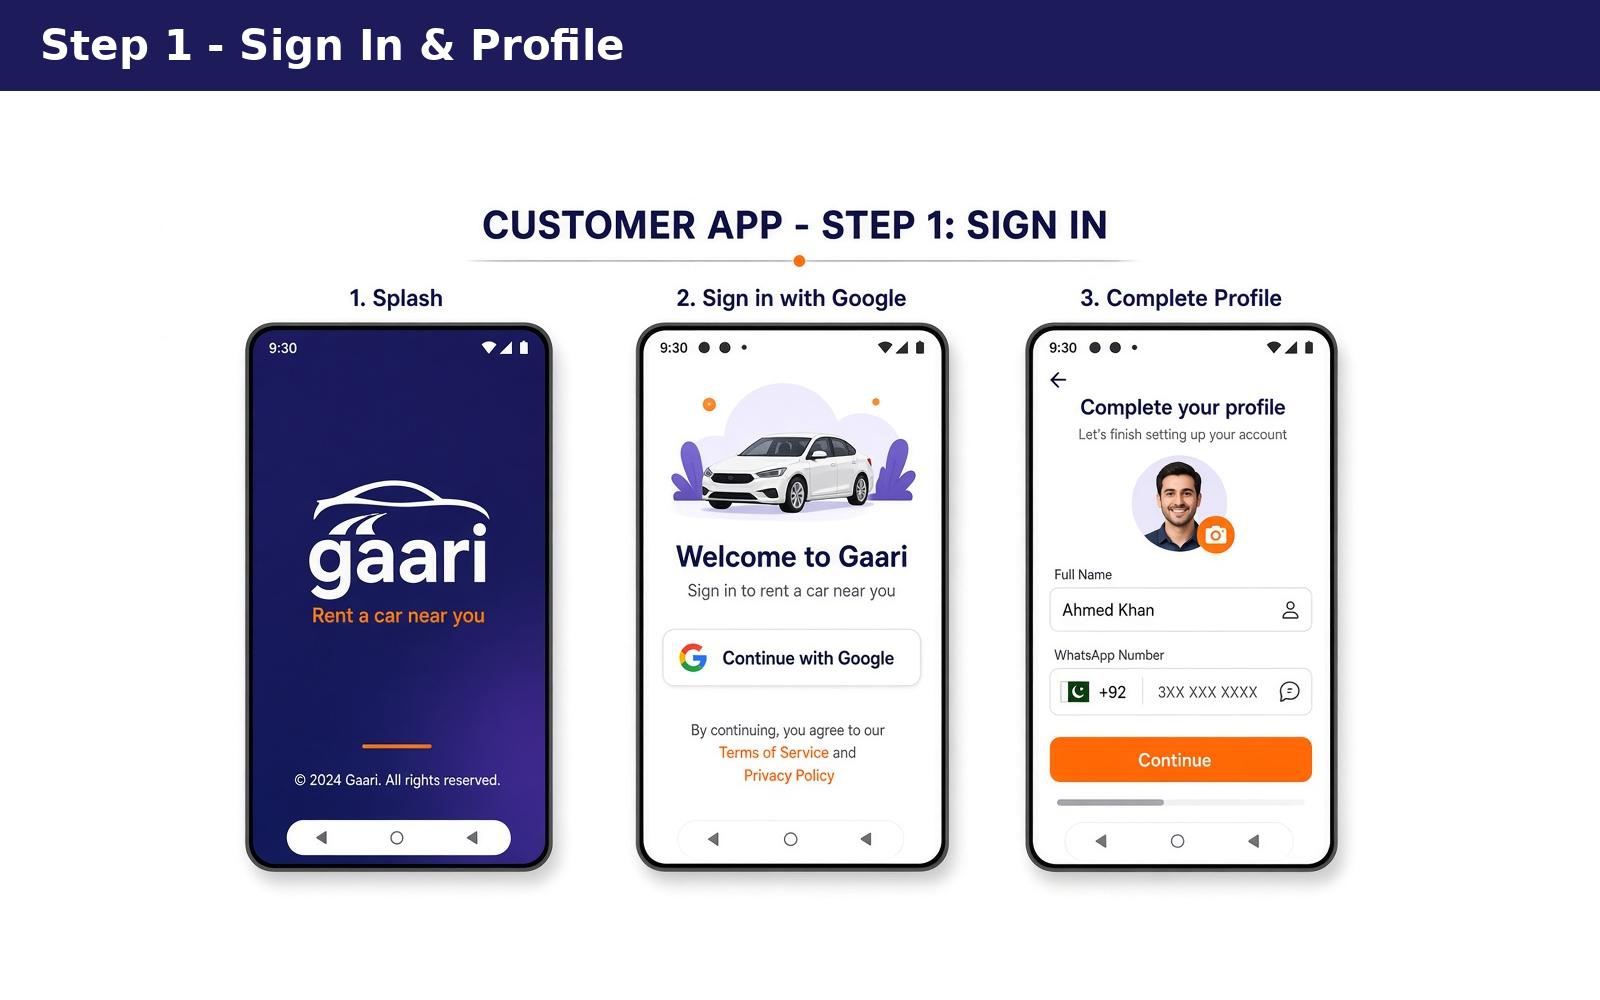 Step 1 - Sign In & Profile
CUSTOMER APP - STEP 1: SIGN IN
1. Splash
9:30
gaari
Rent a car near you
© 2024 Gaari. All rights reserved.
2. Sign in with Google
9:30
Welcome to Gaari
Sign in to rent a car near you
Continue with Google
By continuing, you agree to our
Terms of Service and
Privacy Policy
3. Complete Profile
9:30
Complete your profile
Let's finish setting up your account
Full Name
Ahmed Khan
WhatsApp Number
+92 3XX XXX XXXX
Continue